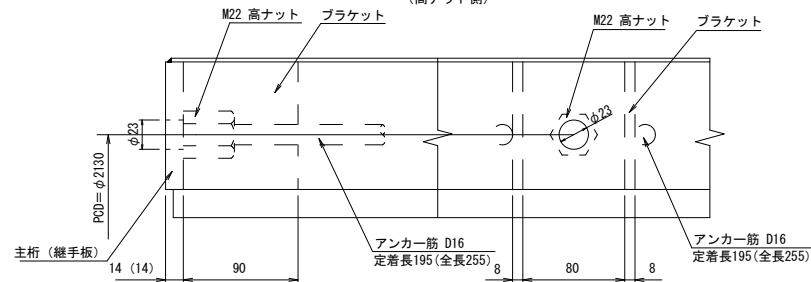 (高ナット側)
M22 高ナット
ブラケット
M22 高ナット
ブラケット
φ23
φ23
PCD=φ2130
主桁 (継手板)
アンカー筋 D16
定着長195(全長255)
アンカー筋 D16
定着長195(全長255)
14 (14)
90
8
80
8